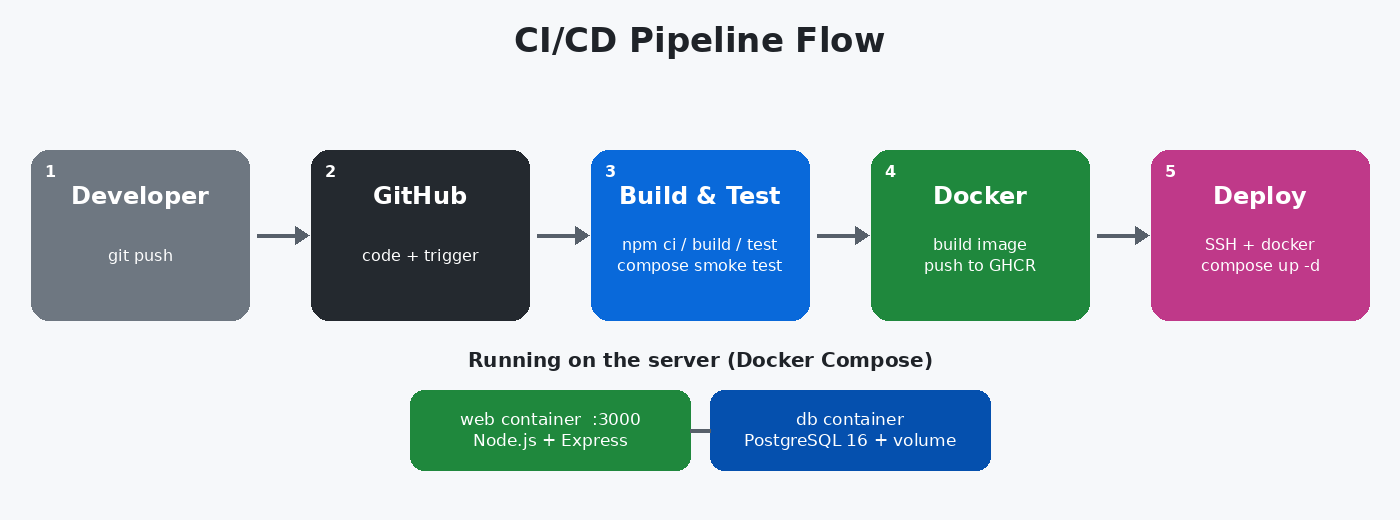 CI/CD Pipeline Flow
1
Developer
git push
2
GitHub
code + trigger
3
Build & Test
npm ci / build / test
compose smoke test
4
Docker
build image
push to GHCR
5
Deploy
SSH + docker
compose up -d
Running on the server (Docker Compose)
web container :3000
Node.js + Express
db container
PostgreSQL 16 + volume